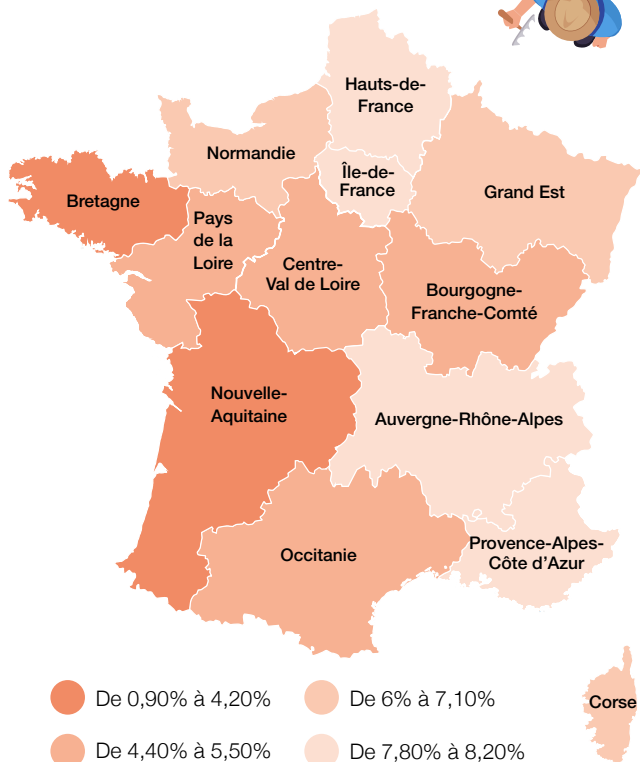 Hauts-de-
France
Normandie
Île-de-
France
Grand Est
Bretagne
Pays
de la
Loire
Centre-
Val de Loire
Bourgogne-
Franche-Comté
Nouvelle-
Aquitaine
Auvergne-Rhône-Alpes
Occitanie
Provence-Alpes-
Côte d'Azur
Corse
De 0,90% à 4,20%
De 6% à 7,10%
De 4,40% à 5,50%
De 7,80% à 8,20%